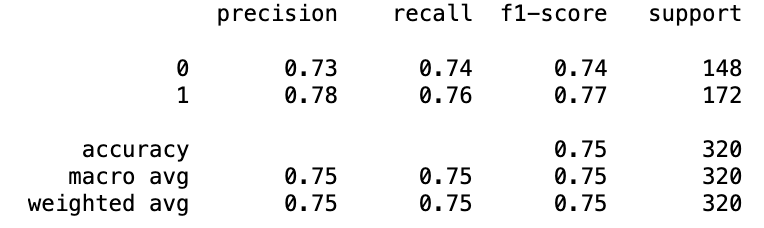 precision recall f1-score support
0 0.73 0.74 0.74 148
1 0.78 0.76 0.77 172
accuracy 0.75 320
macro avg 0.75 0.75 0.75 320
weighted avg 0.75 0.75 0.75 320